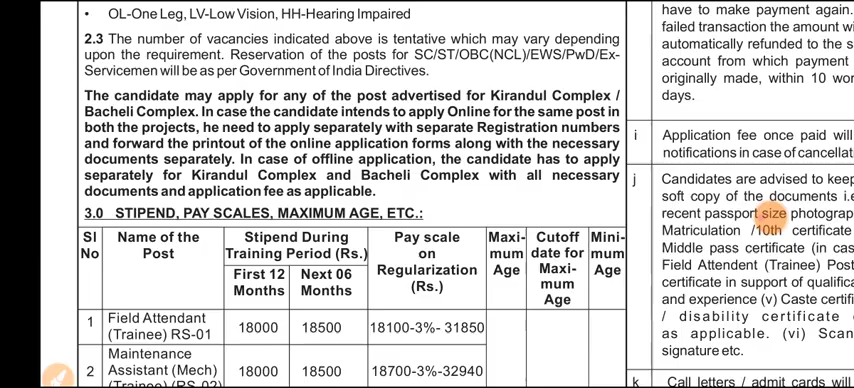 • OL-One Leg, LV-Low Vision, HH-Hearing Impaired
2.3 The number of vacancies indicated above is tentative which may vary depending
upon the requirement. Reservation of the posts for SC/ST/OBC(NCL)/EWS/PwD/Ex-
Servicemen will be as per Government of India Directives.
The candidate may apply for any of the post advertised for Kirandul Complex /
Bacheli Complex. In case the candidate intends to apply Online for the same post in
both the projects, he need to apply separately with separate Registration numbers
and forward the printout of the online application forms along with the necessary
documents separately. In case of offline application, the candidate has to apply
separately for Kirandul Complex and Bacheli Complex with all necessary
documents and application fee as applicable.
3.0 STIPEND, PAY SCALES, MAXIMUM AGE, ETC.:
Sl No
Name of the Post
Stipend During Training Period (Rs.)
First 12 Months
Next 06 Months
Pay scale on Regularization (Rs.)
Maxi-mum Age
Cutoff date for Maxi-mum Age
Mini-mum Age
1 Field Attendant (Trainee) RS-01 18000 18500 18100-3%- 31850
2 Maintenance Assistant (Mech) (Trainee) (RS-02) 18000 18500 18700-3%-32940
have to make payment again.
failed transaction the amount wi
automatically refunded to the s
account from which payment
originally made, within 10 wor
days.
i Application fee once paid will
notifications in case of cancellat
j Candidates are advised to keep
soft copy of the documents i.e
recent passport size photograp
Matriculation /10th certificate
Middle pass certificate (in cas
Field Attendent (Trainee) Post
certificate in support of qualifica
and experience (v) Caste certifi
/ disability certificate
as applicable. (vi) Scan
signature etc.
k Call letters / admit cards will